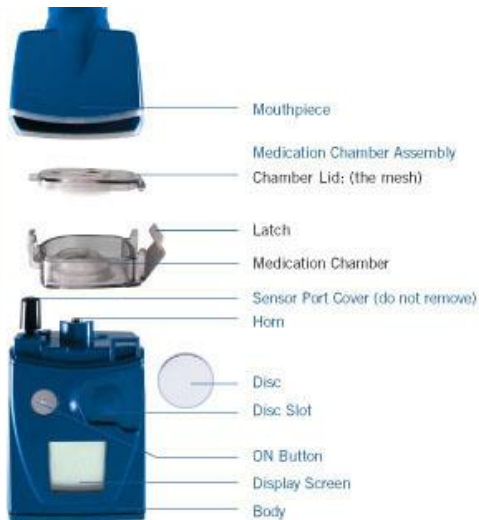 Mouthpiece
Medication Chamber Assembly
Chamber Lid: (the mesh)
Latch
Medication Chamber
Sensor Port Cover (do not remove)
Horn
Disc
Disc Slot
ON Button
Display Screen
Body